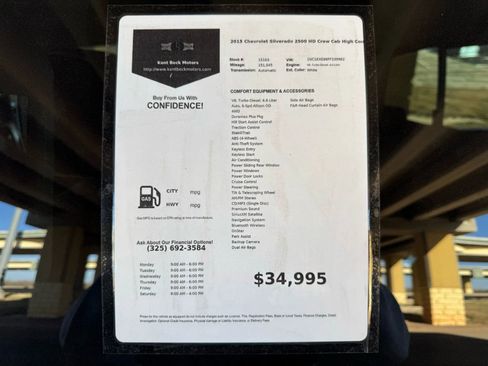 Kent Beck Motors
http://www.kentbeckmotors.com
/
Buy From Us With
CONFIDENCE!
2015 Chevrolet Silverado 2500 HD Crew Cab High Cou
Stock #:
Mileage: 151,045
Transmission: Automatic
VIN:
Engine:
Ext. Color: White
COMFORT EQUIPMENT & ACCESSORIES
V8, Turbo Diesel, 6.6 Liter
Auto, 6-Spd Allison OD
4WD
Duramax Plus Pkg
Hill Start Assist Control
Traction Control
StabiliTrak
ABS (4-Wheel)
Anti-Theft System
Keyless Entry
Keyless Start
Air Conditioning
Power Sliding Rear Window
Power Windows
Power Door Locks
Cruise Control
Power Steering
Tilt & Telescoping Wheel
AM/FM Stereo
CD/MP3 (Single Disc)
Premium Sound
SiriusXM Satellite
Navigation System
Bluetooth Wireless
OnStar
Park Assist
Backup Camera
Dual Air Bags
Side Air Bags
F&R Head Curtain Air Bags
GAS
CITY mpg
HWY mpg
Ask About Our Financial Options!
(325) 692-3584
Monday 9:00 AM - 6:00 PM
Tuesday 9:00 AM - 6:00 PM
Wednesday 9:00 AM - 6:00 PM
Thursday 9:00 AM - 6:00 PM
Friday 9:00 AM - 6:00 PM
Saturday 9:00 AM - 6:00 PM
$34,995